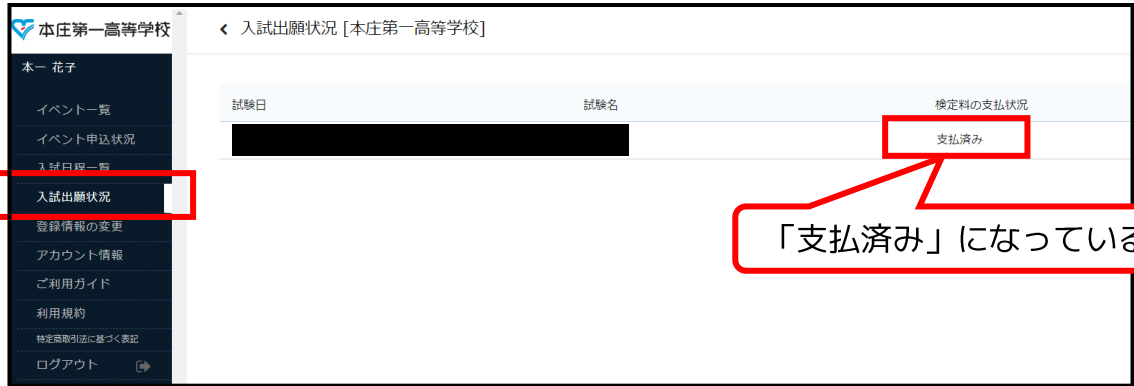 本庄第一高等学校
本一 花子
イベント一覧
イベント申込状況
入試日程一覧
入試出願状況
登録情報の変更
アカウント情報
ご利用ガイド
利用規約
特定商取引法に基づく表記
ログアウト
入試出願状況 [本庄第一高等学校]
試験日 試験名 検定料の支払状況
支払済み
「支払済み」になっている